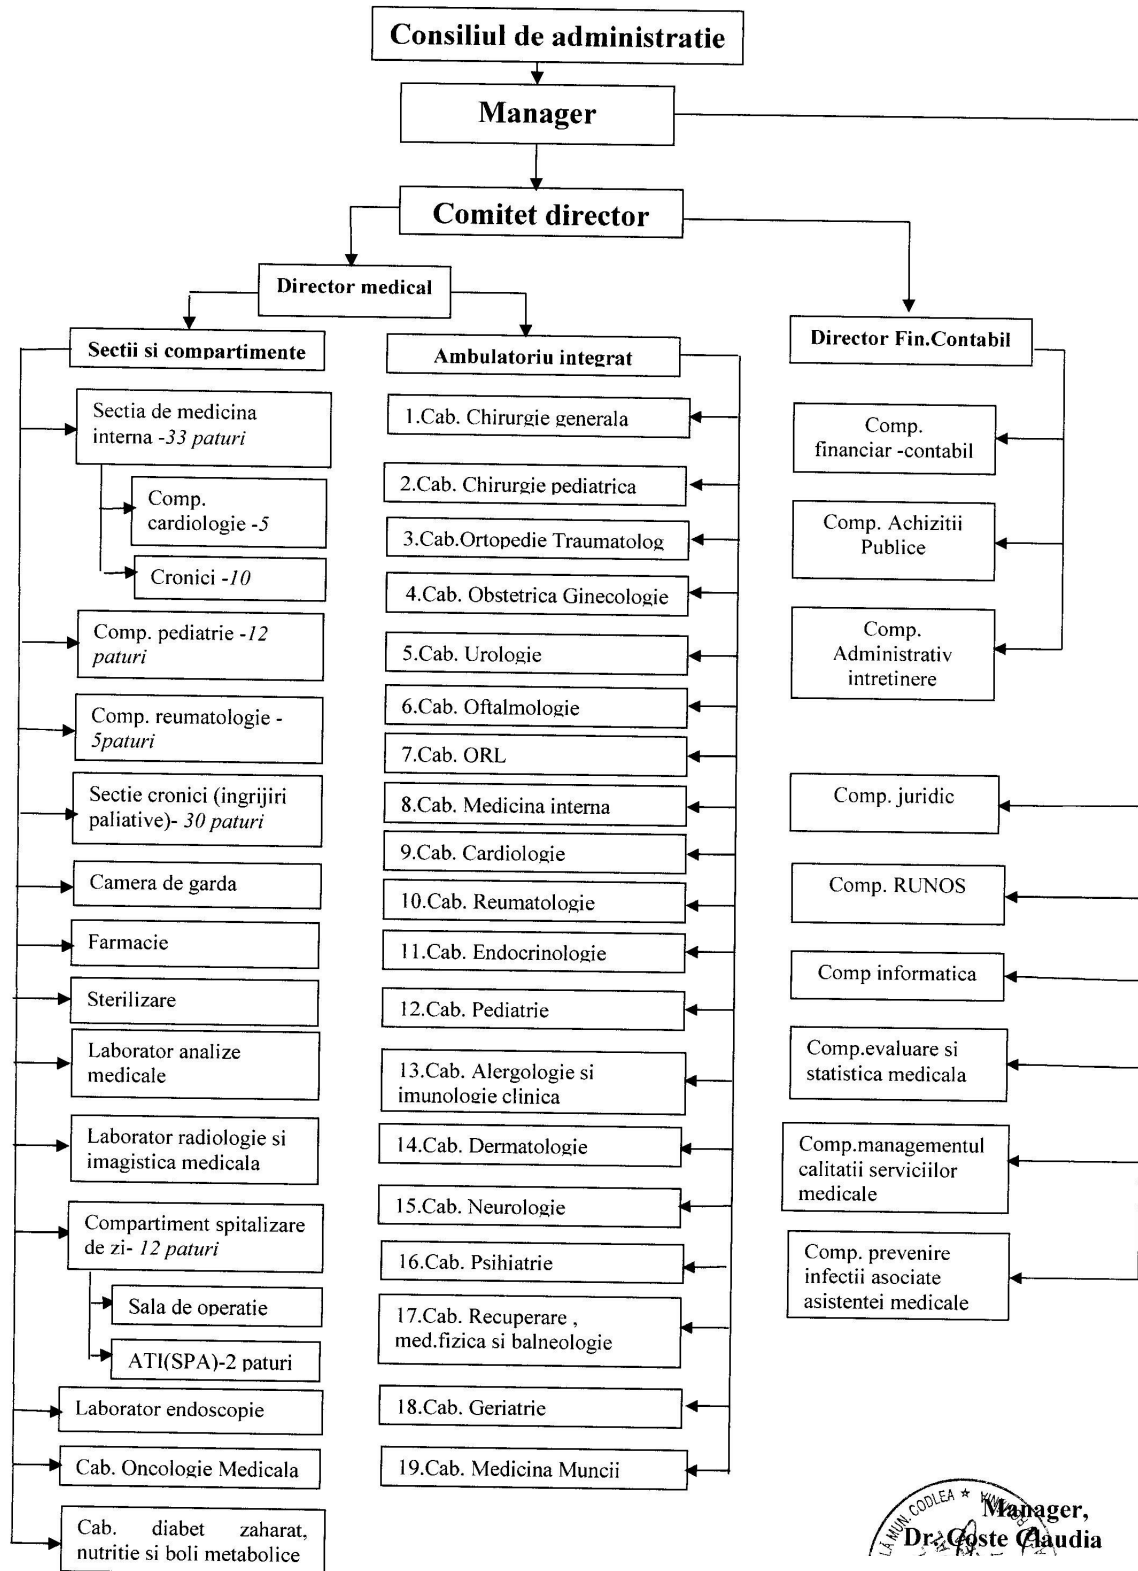 Consiliul de administratie
Manager
Comitet director
Director medical
Sectii si compartimente
Sectia de medicina
interna -33 paturi
Comp.
cardiologie -5
Cronici -10
Comp. pediatrie -12
paturi
Comp. reumatologie -
5paturi
Sectie cronici (ingrijiri
paliative)- 30 paturi
Camera de garda
Farmacie
Sterilizare
Laborator analize
medicale
Laborator radiologie si
imagistica medicala
Compartiment spitalizare
de zi- 12 paturi
Sala de operatie
ATI(SPA)-2 paturi
Laborator endoscopie
Cab. Oncologie Medicala
Cab. diabet zaharat,
nutritie si boli metabolice
Ambulatoriu integrat
1.Cab. Chirurgie generala
2.Cab. Chirurgie pediatrica
3.Cab.Ortopedie Traumatolog
4.Cab. Obstetrica Ginecologie
5.Cab. Urologie
6.Cab. Oftalmologie
7.Cab. ORL
8.Cab. Medicina interna
9.Cab. Cardiologie
10.Cab. Reumatologie
11.Cab. Endocrinologie
12.Cab. Pediatrie
13.Cab. Alergologie si
imunologie clinica
14.Cab. Dermatologie
15.Cab. Neurologie
16.Cab. Psihiatrie
17.Cab. Recuperare ,
med.fizica si balneologie
18.Cab. Geriatrie
19.Cab. Medicina Muncii
Director Fin.Contabil
Comp.
financiar -contabil
Comp. Achizitii
Publice
Comp.
Administrativ
intretinere
Comp. juridic
Comp. RUNOS
Comp informatica
Comp.evaluare si
statistica medicala
Comp.managementul
calitatii serviciilor
medicale
Comp. prevenire
infectii asociate
asistentei medicale
Manager,
Dr. Coste Claudia
MUN. CODLEA